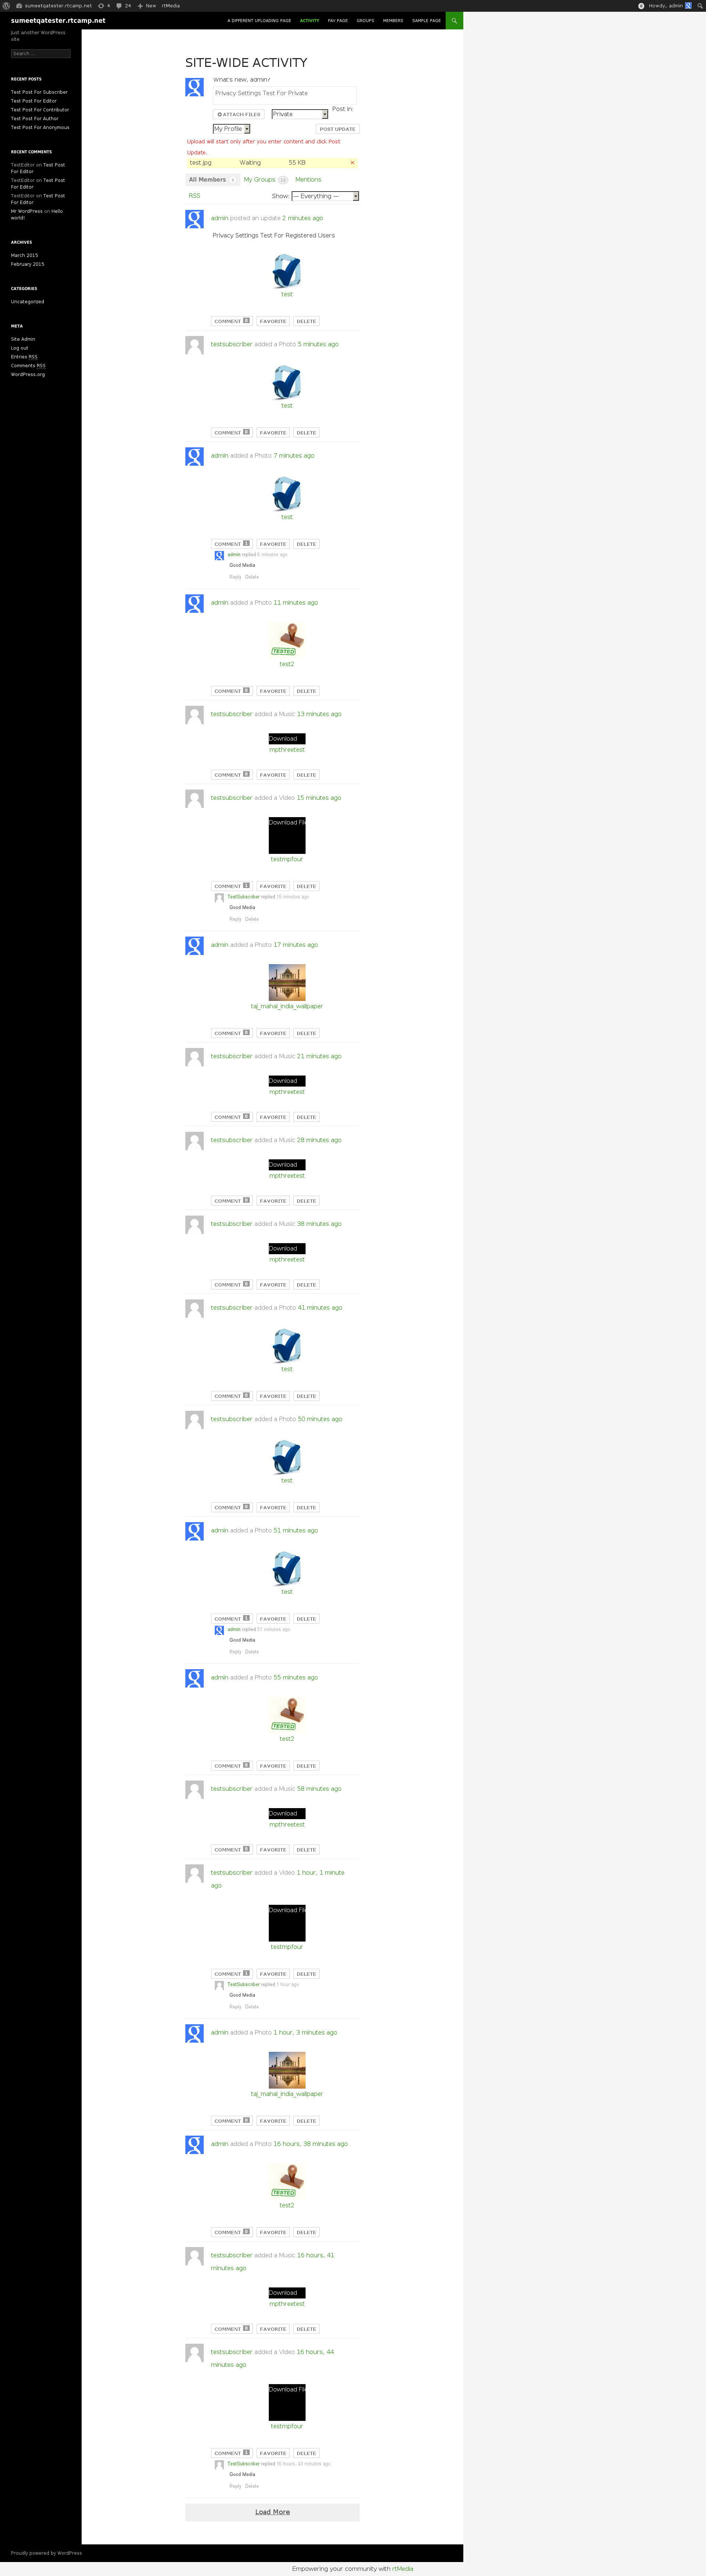 sumeetqatester.rtcamp.net 4 24 New rtMedia Howdy, admin
sumeetqatester.rtcamp.net
A DIFFERENT UPLOADING PAGE ACTIVITY FAV PAGE GROUPS MEMBERS SAMPLE PAGE
Just another WordPress site
Search ...
RECENT POSTS
Test Post For Subscriber
Test Post For Editor
Test Post For Contributor
Test Post For Author
Test Post For Anonymous
RECENT COMMENTS
TestEditor on Test Post For Editor
TestEditor on Test Post For Editor
TestEditor on Test Post For Editor
Mr WordPress on Hello world!
ARCHIVES
March 2015
February 2015
CATEGORIES
Uncategorized
META
Site Admin
Log out
Entries RSS
Comments RSS
WordPress.org
SITE-WIDE ACTIVITY
What's new, admin?
Privacy Settings Test For Private
ATTACH FILES Private Post in:
My Profile POST UPDATE
Upload will start only after you enter content and click Post Update.
test.jpg Waiting 55 KB
All Members My Groups Mentions
RSS Show: — Everything —
admin posted an update 2 minutes ago
Privacy Settings Test For Registered Users
test
COMMENT 0 FAVORITE DELETE
testsubscriber added a Photo 5 minutes ago
test
COMMENT 0 FAVORITE DELETE
admin added a Photo 7 minutes ago
test
COMMENT 1 FAVORITE DELETE
admin replied 6 minutes ago
Good Media
Reply Delete
admin added a Photo 11 minutes ago
TESTED
test2
COMMENT 0 FAVORITE DELETE
testsubscriber added a Music 13 minutes ago
Download
mpthreetest
COMMENT 0 FAVORITE DELETE
testsubscriber added a Video 15 minutes ago
Download File
testmpfour
COMMENT 1 FAVORITE DELETE
TestSubscriber replied 15 minutes ago
Good Media
Reply Delete
admin added a Photo 17 minutes ago
taj_mahal_india_wallpaper
COMMENT 0 FAVORITE DELETE
testsubscriber added a Music 21 minutes ago
Download
mpthreetest
COMMENT 0 FAVORITE DELETE
testsubscriber added a Music 28 minutes ago
Download
mpthreetest
COMMENT 0 FAVORITE DELETE
testsubscriber added a Music 38 minutes ago
Download
mpthreetest
COMMENT 0 FAVORITE DELETE
testsubscriber added a Photo 41 minutes ago
test
COMMENT 0 FAVORITE DELETE
testsubscriber added a Photo 50 minutes ago
test
COMMENT 0 FAVORITE DELETE
admin added a Photo 51 minutes ago
test
COMMENT 1 FAVORITE DELETE
admin replied 51 minutes ago
Good Media
Reply Delete
admin added a Photo 55 minutes ago
TESTED
test2
COMMENT 0 FAVORITE DELETE
testsubscriber added a Music 58 minutes ago
Download
mpthreetest
COMMENT 0 FAVORITE DELETE
testsubscriber added a Video 1 hour, 1 minute ago
Download File
testmpfour
COMMENT 1 FAVORITE DELETE
TestSubscriber replied 1 hour ago
Good Media
Reply Delete
admin added a Photo 1 hour, 3 minutes ago
taj_mahal_india_wallpaper
COMMENT 0 FAVORITE DELETE
admin added a Photo 16 hours, 38 minutes ago
TESTED
test2
COMMENT 0 FAVORITE DELETE
testsubscriber added a Music 16 hours, 41 minutes ago
Download
mpthreetest
COMMENT 0 FAVORITE DELETE
testsubscriber added a Video 16 hours, 44 minutes ago
Download File
testmpfour
COMMENT 1 FAVORITE DELETE
TestSubscriber replied 16 hours, 43 minutes ago
Good Media
Reply Delete
Load More
Proudly powered by WordPress
Empowering your community with rtMedia